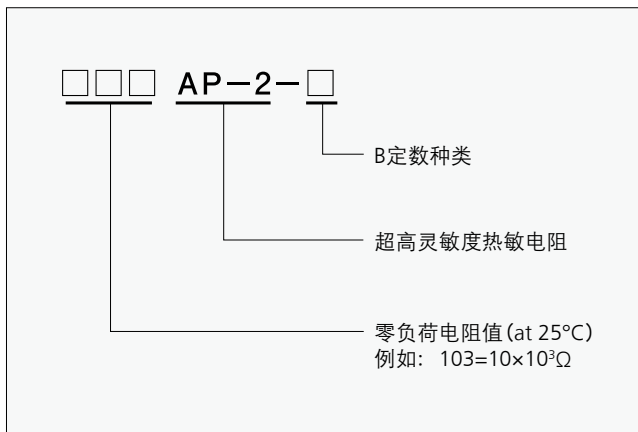 □□□ AP－2－□
B定数种类
超高灵敏度热敏电阻
零负荷电阻值(at 25°C)
例如： 103=10×10³Ω